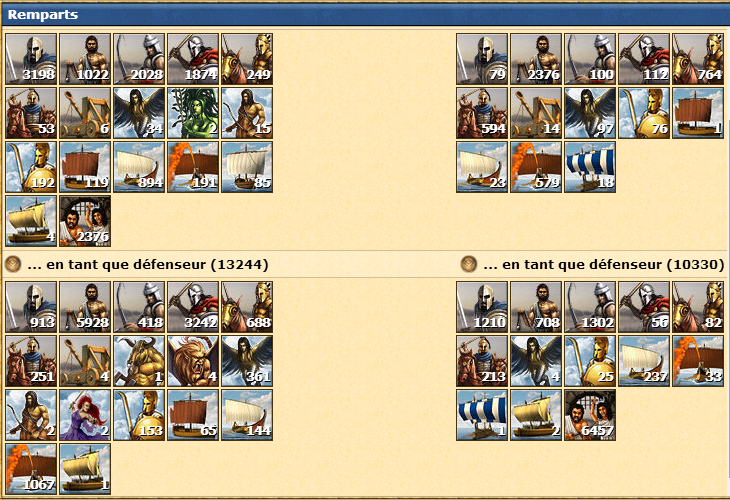 Remparts
3198 1022 2028 1874 249 79 2376 100 112 764
53 6 34 2 15 594 14 97 76 1
192 119 894 191 85 23 579 18
4 2376
... en tant que défenseur (13244) ... en tant que défenseur (10330)
913 5928 418 3242 688 1210 708 1302 56 82
251 4 1 4 361 213 4 25 237 33
2 2 153 65 144 1 2 6457
1067 1